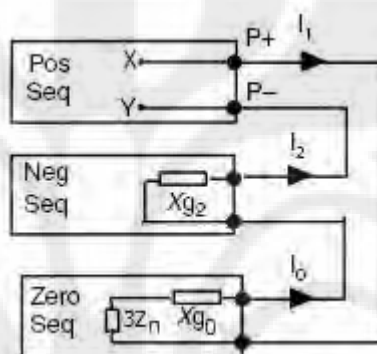 P+ I₁
Pos Seq X
Y P−
Neg Seq Xg₂ I₂
Zero Seq 3Zₙ Xg₀ I₀